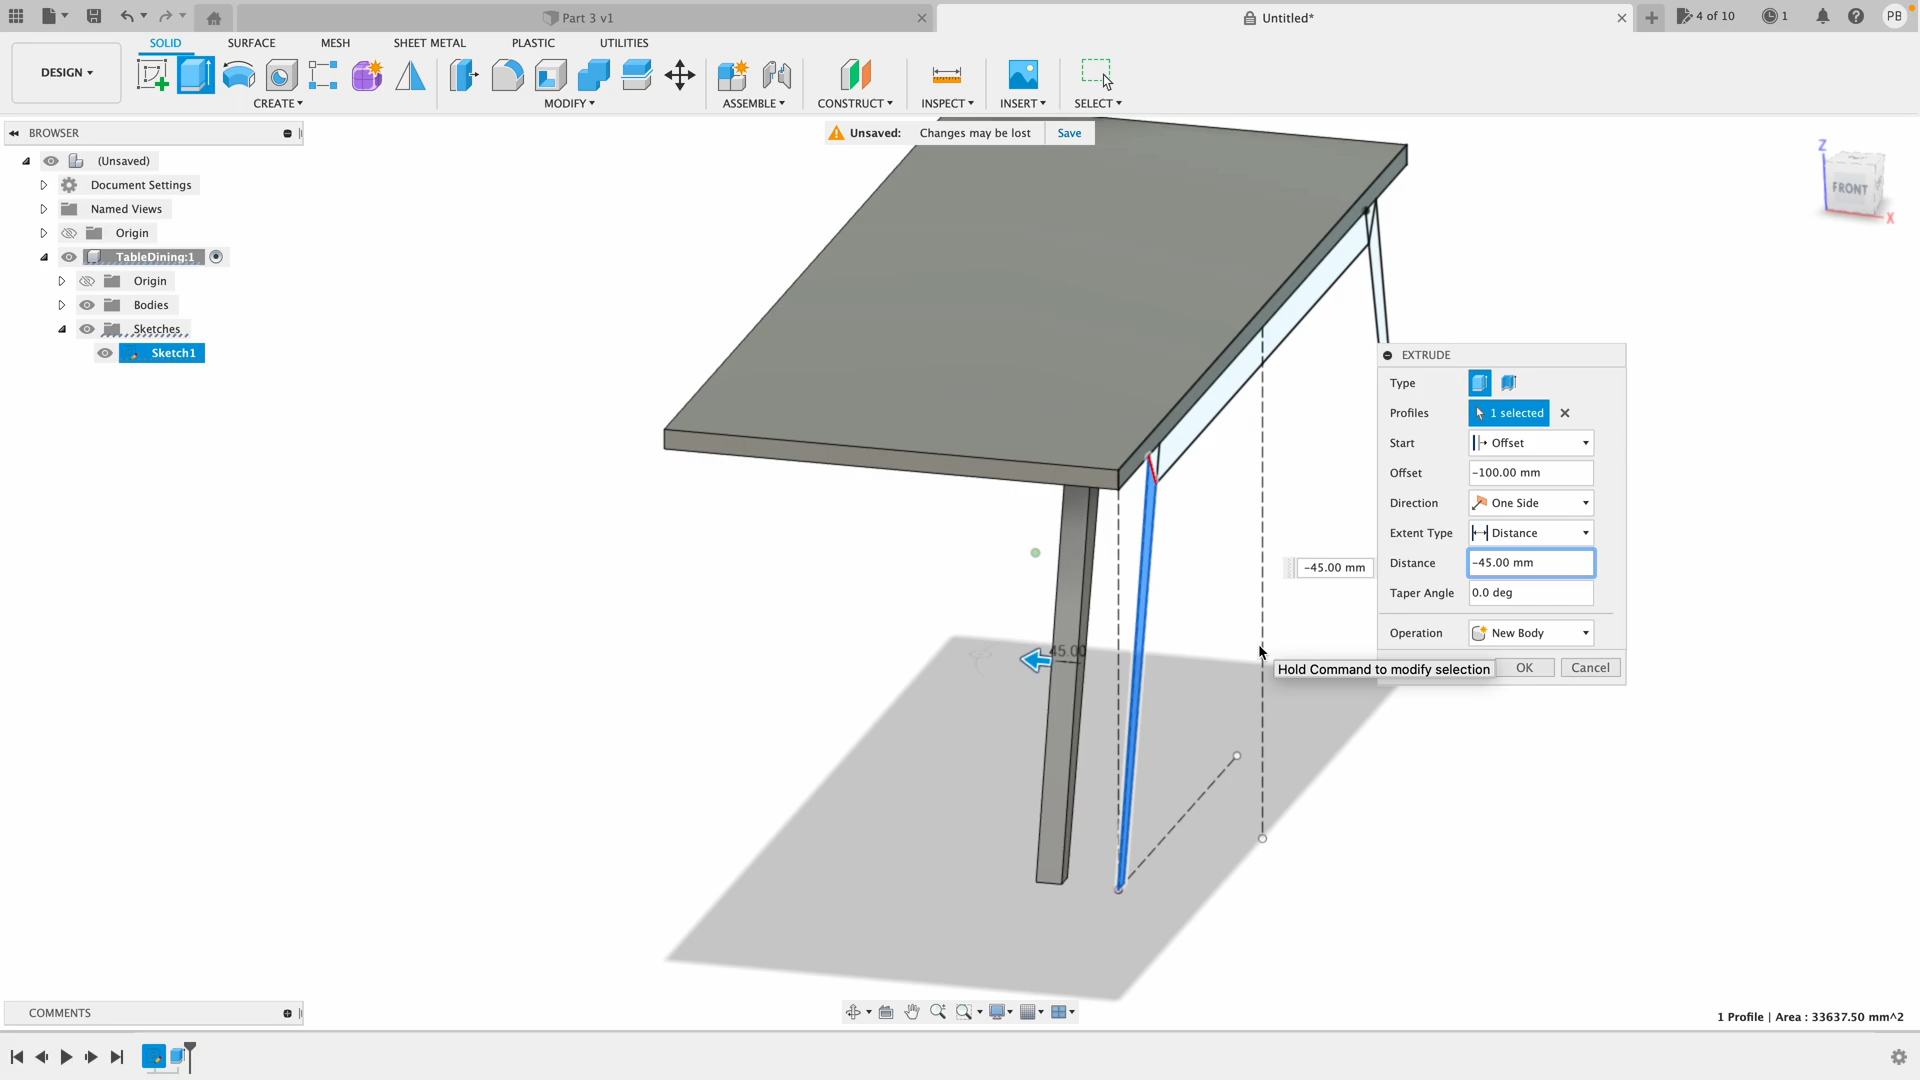 Part 3 v1
Untitled*
4 of 10
1
PB
DESIGN
SOLID
SURFACE
MESH
SHEET METAL
PLASTIC
UTILITIES
CREATE
MODIFY
ASSEMBLE
CONSTRUCT
INSPECT
INSERT
SELECT
BROWSER
Unsaved:
Changes may be lost
Save
(Unsaved)
Document Settings
Named Views
Origin
TableDining:1
Origin
Bodies
Sketches
Sketch1
Z
FRONT
X
EXTRUDE
Type
Profiles
1 selected
Start
Offset
Offset
-100.00 mm
Direction
One Side
Extent Type
Distance
Distance
-45.00 mm
Taper Angle
0.0 deg
Operation
New Body
OK
Cancel
-45.00 mm
45.00
Hold Command to modify selection
COMMENTS
1 Profile | Area : 33637.50 mm^2